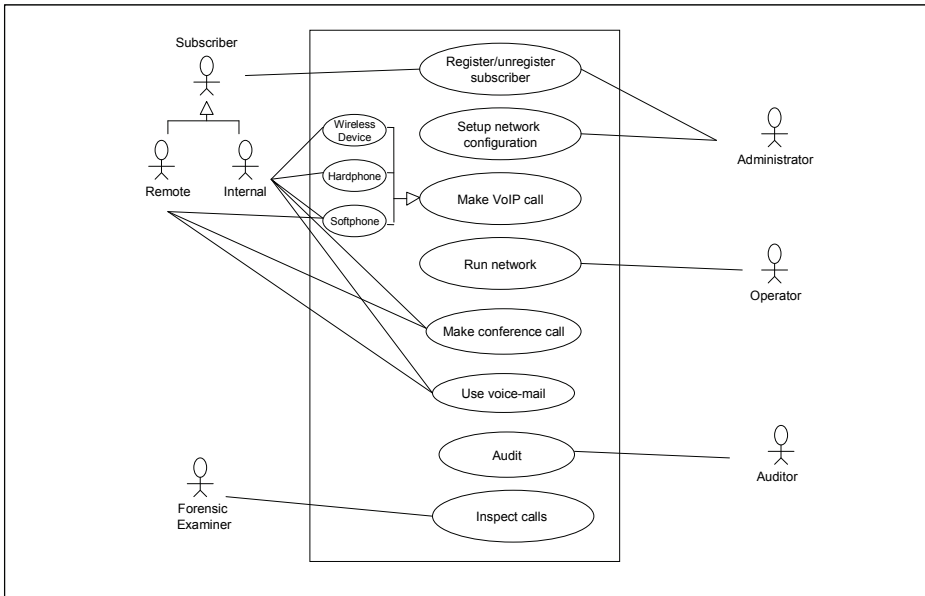 Subscriber
Register/unregister
subscriber
Wireless
Device
Setup network
configuration
Administrator
Remote
Internal
Hardphone
Make VoIP call
Softphone
Run network
Operator
Make conference call
Use voice-mail
Audit
Auditor
Forensic
Examiner
Inspect calls